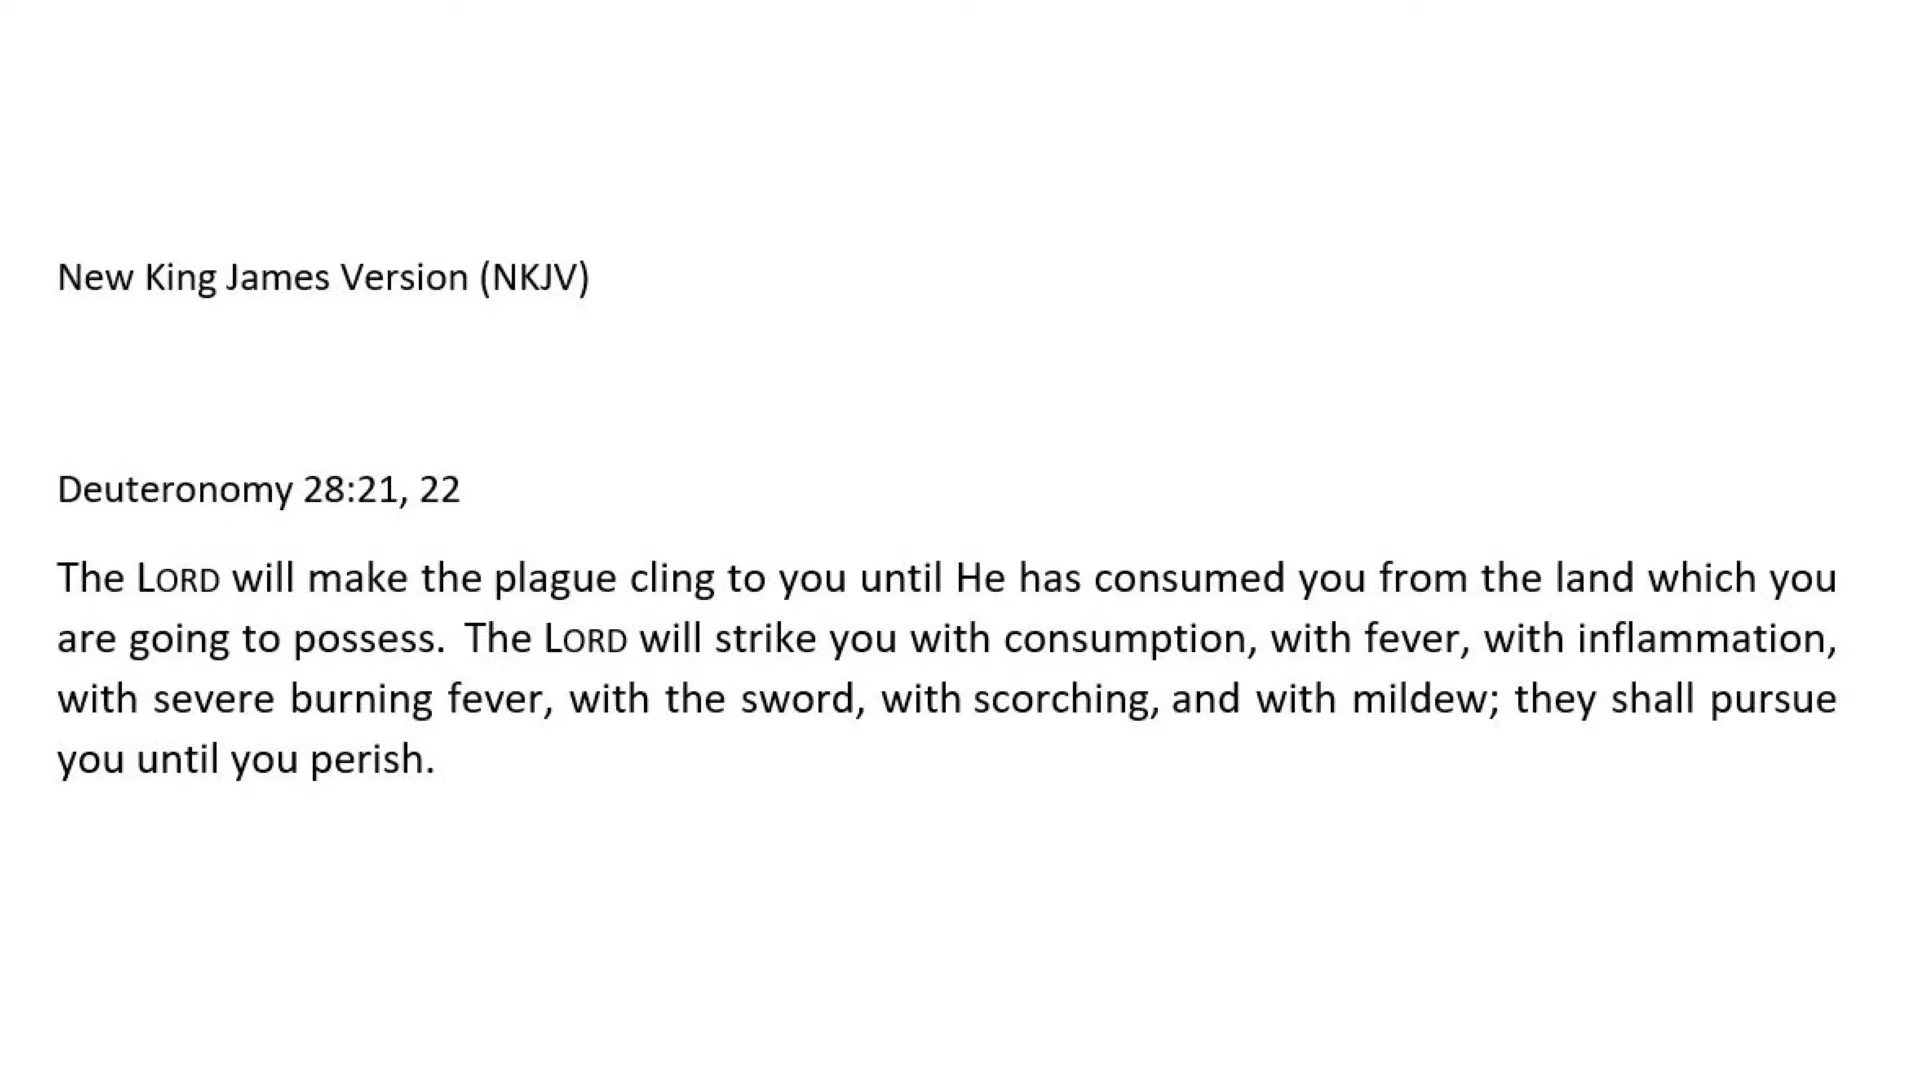 New King James Version (NKJV)
Deuteronomy 28:21, 22
The LORD will make the plague cling to you until He has consumed you from the land which you
are going to possess. The LORD will strike you with consumption, with fever, with inflammation,
with severe burning fever, with the sword, with scorching, and with mildew; they shall pursue
you until you perish.